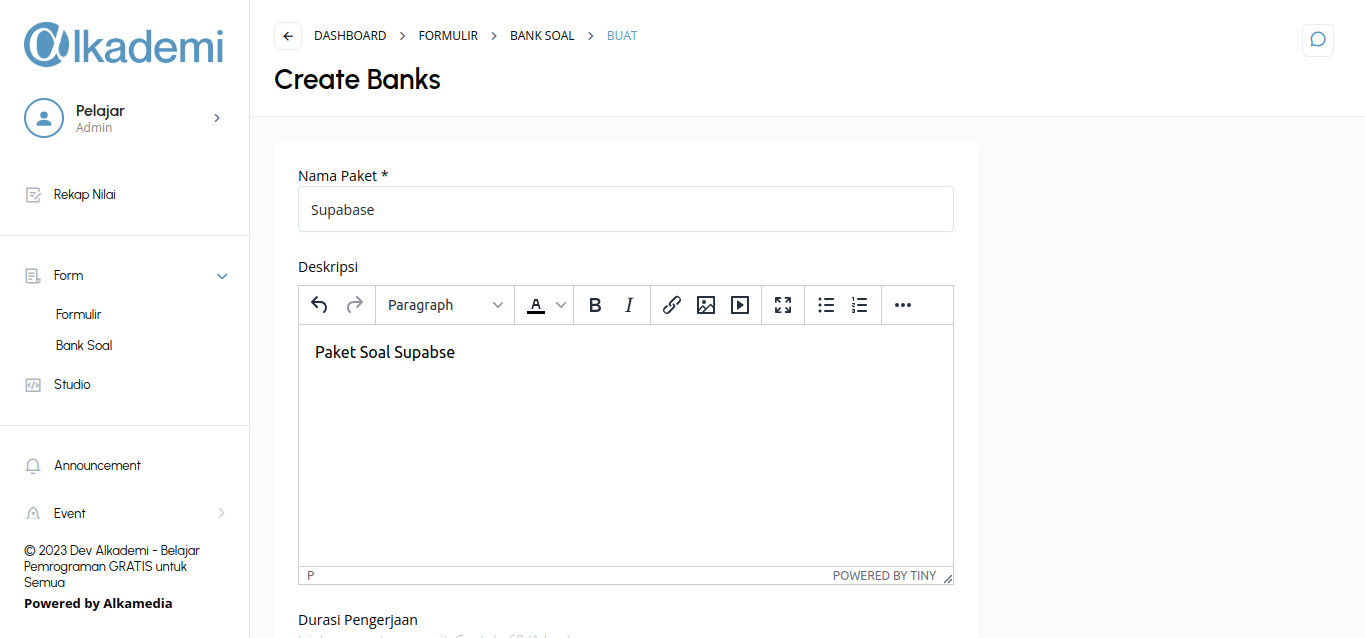 Alkademi
Pelajar
Admin
Rekap Nilai
Form
Formulir
Bank Soal
Studio
Announcement
Event
© 2023 Dev Alkademi - Belajar
Pemrograman GRATIS untuk
Semua
Powered by Alkamedia
DASHBOARD > FORMULIR > BANK SOAL > BUAT
Create Banks
Nama Paket *
Supabase
Deskripsi
Paragraph A B I
Paket Soal Supabse
P POWERED BY TINY
Durasi Pengerjaan